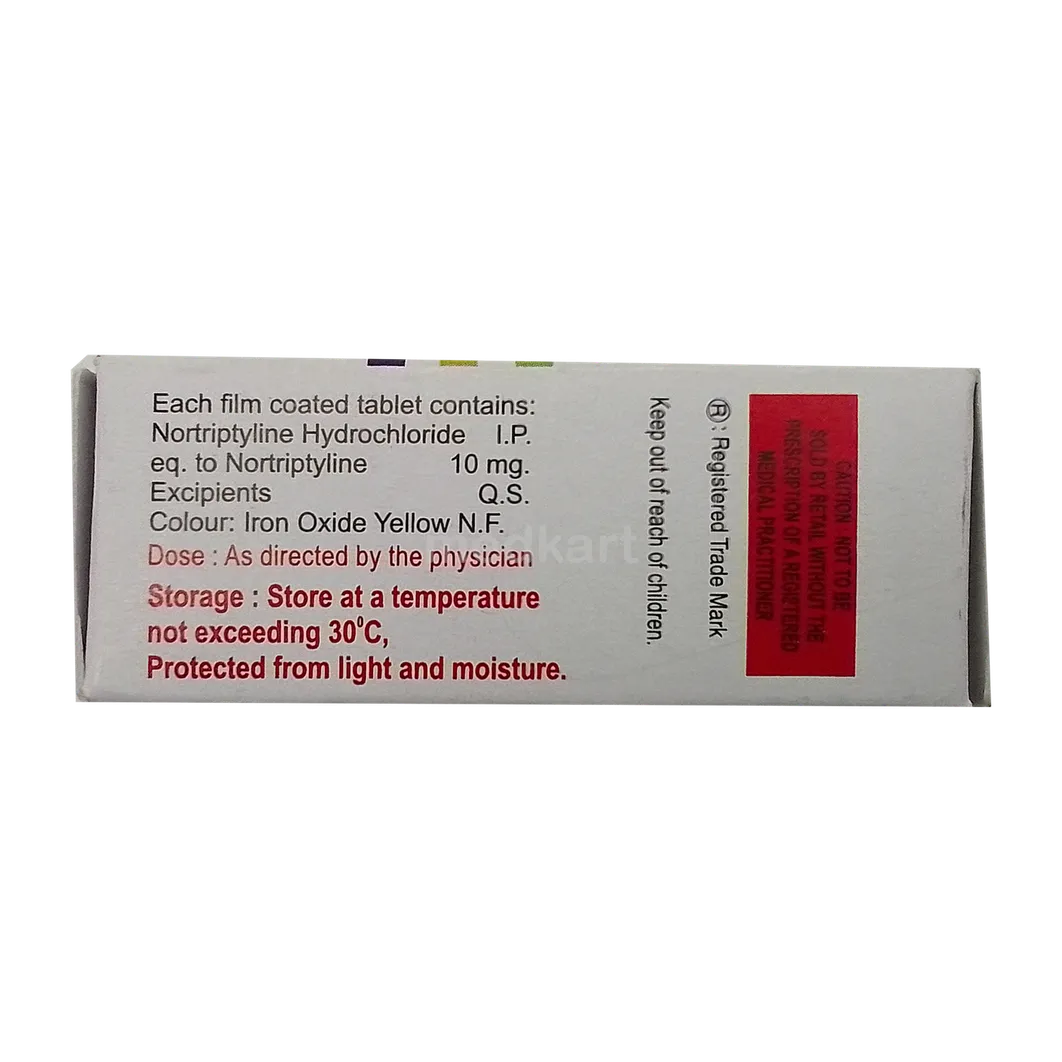 Each film coated tablet contains:
Nortriptyline Hydrochloride I.P.
eq. to Nortriptyline 10 mg.
Excipients Q.S.
Colour: Iron Oxide Yellow N.F.
Dose : As directed by the physician
Storage : Store at a temperature
not exceeding 30⁰C,
Protected from light and moisture.
Keep out of reach of children.
®: Registered Trade Mark
CAUTION NOT TO BE
SOLD BY RETAIL WITHOUT THE
PRESCRIPTION OF A REGISTERED
MEDICAL PRACTITIONER
medkart